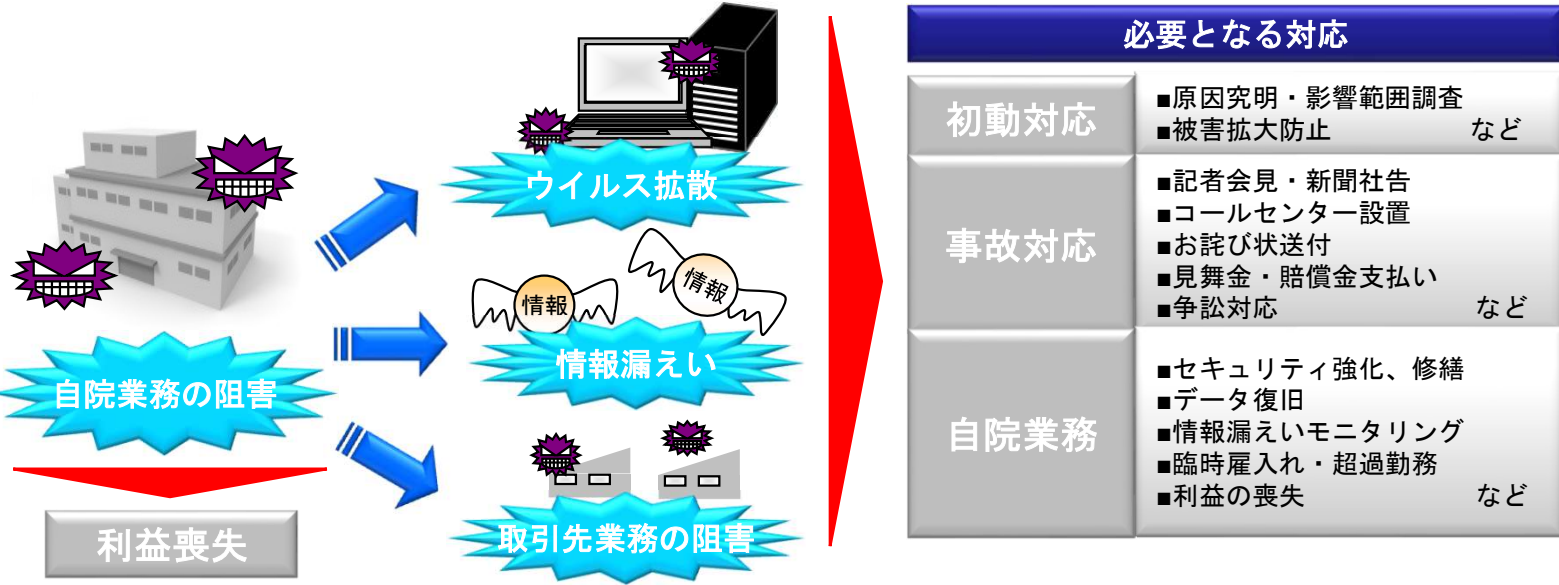 自院業務の阻害
利益喪失
ウイルス拡散
情報
情報
情報漏えい
取引先業務の阻害
必要となる対応
初動対応
■原因究明・影響範囲調査
■被害拡大防止 など
事故対応
■記者会見・新聞社告
■コールセンター設置
■お詫び状送付
■見舞金・賠償金支払い
■争訟対応 など
自院業務
■セキュリティ強化、修繕
■データ復旧
■情報漏えいモニタリング
■臨時雇入れ・超過勤務
■利益の喪失 など